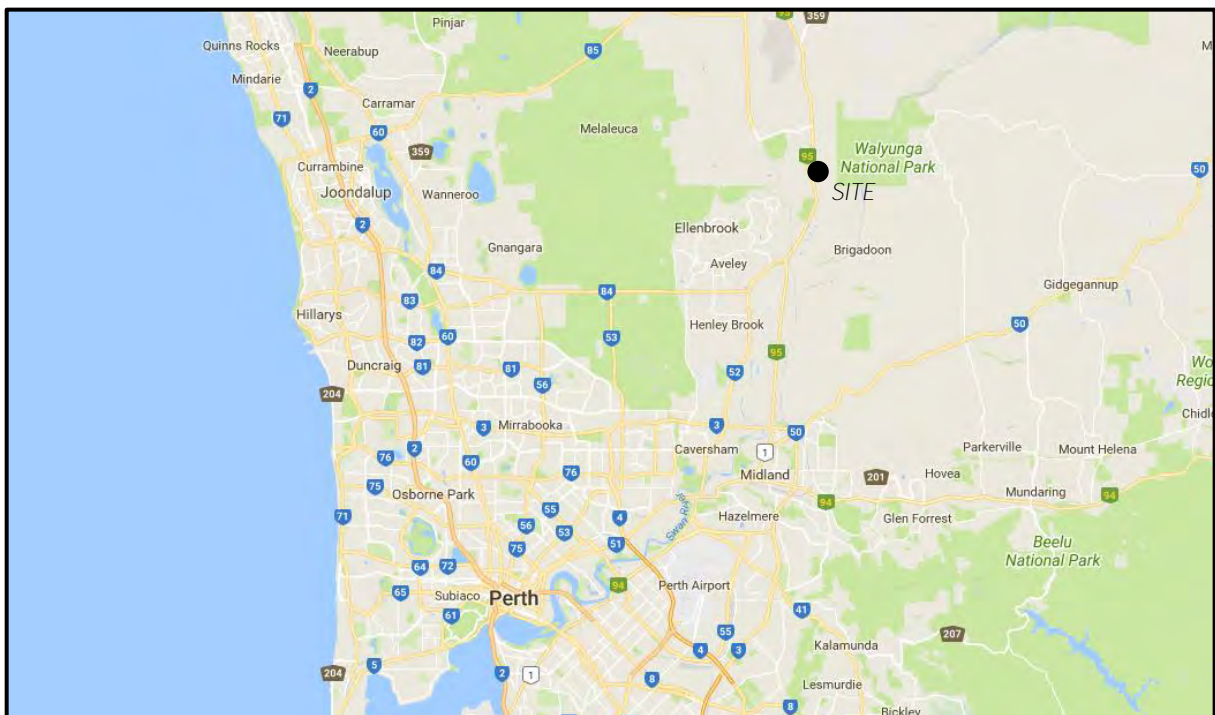 Pinjar
94
359
Quinns Rocks
Neerabup
85
Mindarie
2
Carramar
71
60
Melaleuca
359
Walyunga
National Park
95
Currambine
50
Joondalup
Wanneroo
SITE
2
Ellenbrook
Gnangara
Brigadoon
Aveley
84
Gidgegannup
84
83
Hillarys
60
53
Henley Brook
50
82
95
Duncraig
81
81
52
56
204
3
Mirrabooka
3
50
2
Caversham
1
Parkerville
Mount Helena
76
60
76
Midland
201
Hovea
75
Osborne Park
Mundaring
94
94
71
55
4
Hazelmere
Glen Forrest
56
53
Swan River
75
51
Beelu
National Park
64
72
94
Perth Airport
65
Subiaco
Perth
61
41
55
207
4
3
Kalamunda
5
204
2
1
8
Lesmurdie
8
Bickley